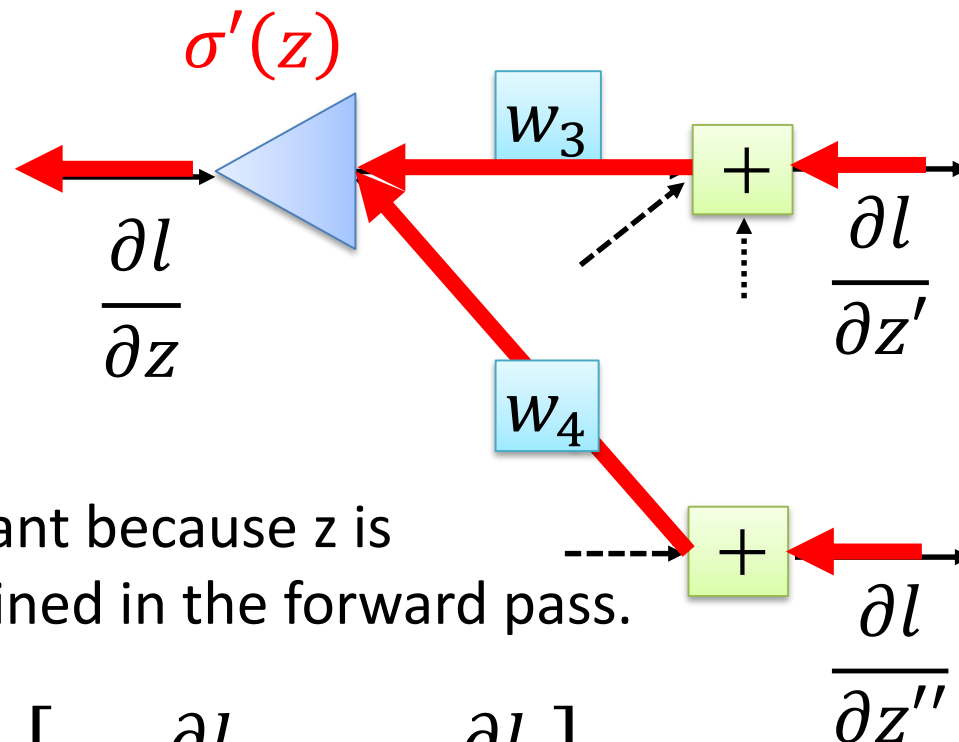 σ′(z)
w₃
+
∂l
∂z
∂l
∂z′
w₄
ant because z is
+
ined in the forward pass.
∂l
∂z′′
[ ∂l ∂l ]